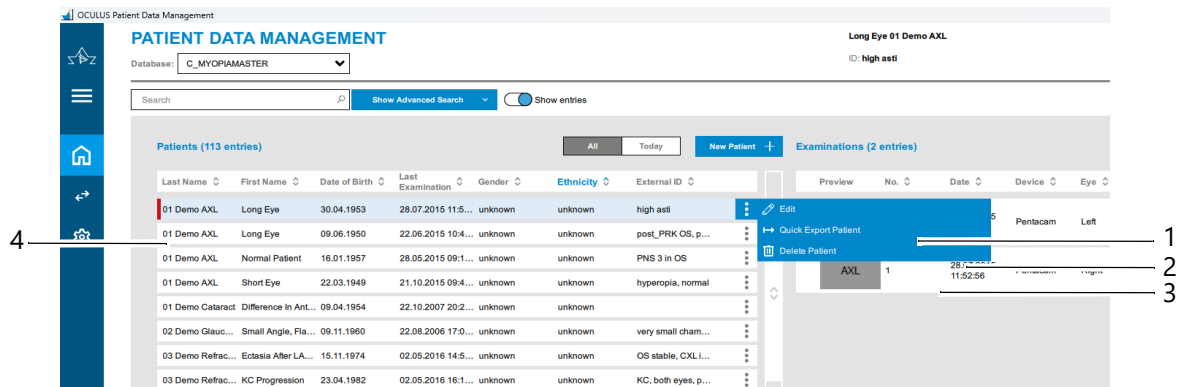 OCULUS Patient Data Management
PATIENT DATA MANAGEMENT
Long Eye 01 Demo AXL
Database: C_MYOPIAMASTER
ID: high asti
Search Show Advanced Search Show entries
Patients (113 entries) All Today New Patient + Examinations (2 entries)
Last Name First Name Date of Birth Last Examination Gender Ethnicity External ID Preview No. Date Device Eye
01 Demo AXL Long Eye 30.04.1953 28.07.2015 11:5... unknown unknown high asti Edit
Pentacam Left
01 Demo AXL Long Eye 09.06.1950 22.06.2015 10:4... unknown unknown post_PRK OS, p... Quick Export Patient
4 1
01 Demo AXL Normal Patient 16.01.1957 28.05.2015 09:1... unknown unknown PNS 3 in OS Delete Patient
2
AXL 1 11:52:56
01 Demo AXL Short Eye 22.03.1949 21.10.2015 09:4... unknown unknown hyperopia, normal
3
01 Demo Cataract Difference In Ant... 09.04.1954 22.10.2007 20:2... unknown unknown
02 Demo Glauc... Small Angle, Fla... 09.11.1960 22.08.2006 17:0... unknown unknown very small cham...
03 Demo Refrac... Ectasia After LA... 15.11.1974 02.05.2016 14:5... unknown unknown OS stable, CXL i...
03 Demo Refrac... KC Progression 23.04.1982 02.05.2016 16:1... unknown unknown KC, both eyes, p...